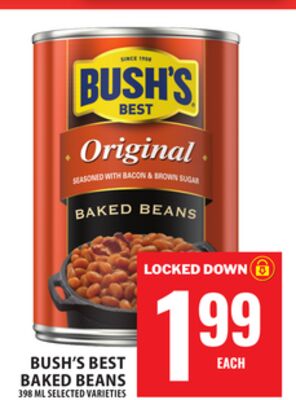 SINCE 1908
BUSH'S
BEST
Original
SEASONED WITH BACON & BROWN SUGAR
BAKED BEANS
LOCKED DOWN
1 99
EACH
BUSH'S BEST
BAKED BEANS
398 ML SELECTED VARIETIES